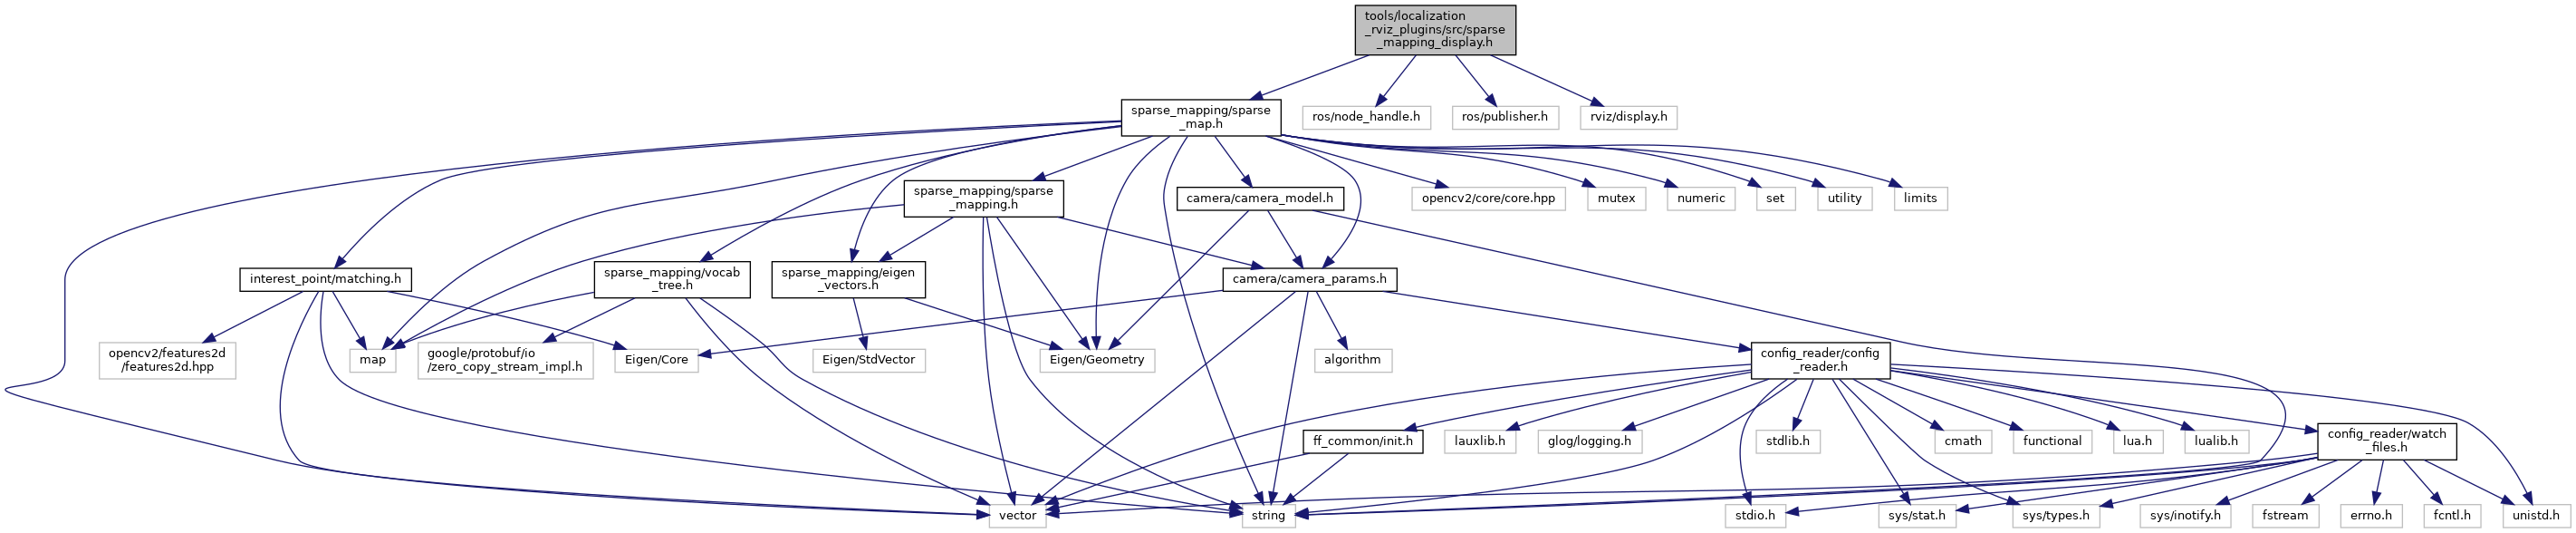 tools/localization
_rviz_plugins/src/sparse
_mapping_display.h
sparse_mapping/sparse
_map.h
ros/node_handle.h
ros/publisher.h
rviz/display.h
sparse_mapping/sparse
_mapping.h
camera/camera_model.h
opencv2/core/core.hpp
mutex
numeric
set
utility
limits
interest_point/matching.h
sparse_mapping/vocab
_tree.h
sparse_mapping/eigen
_vectors.h
camera/camera_params.h
opencv2/features2d
/features2d.hpp
map
google/protobuf/io
/zero_copy_stream_impl.h
Eigen/Core
Eigen/StdVector
Eigen/Geometry
algorithm
config_reader/config
_reader.h
ff_common/init.h
lauxlib.h
glog/logging.h
stdlib.h
cmath
functional
lua.h
lualib.h
config_reader/watch
_files.h
vector
string
stdio.h
sys/stat.h
sys/types.h
sys/inotify.h
fstream
errno.h
fcntl.h
unistd.h